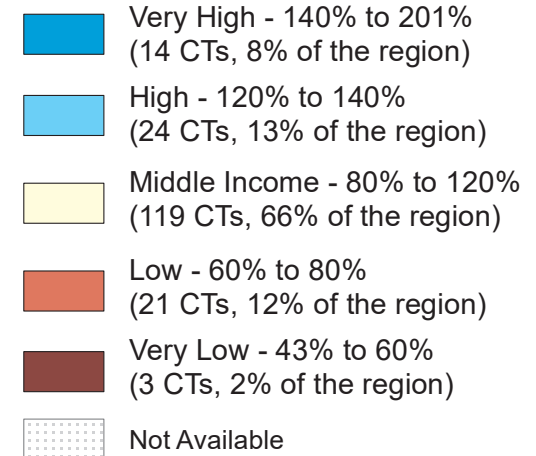 Very High - 140% to 201%
(14 CTs, 8% of the region)
High - 120% to 140%
(24 CTs, 13% of the region)
Middle Income - 80% to 120%
(119 CTs, 66% of the region)
Low - 60% to 80%
(21 CTs, 12% of the region)
Very Low - 43% to 60%
(3 CTs, 2% of the region)
Not Available